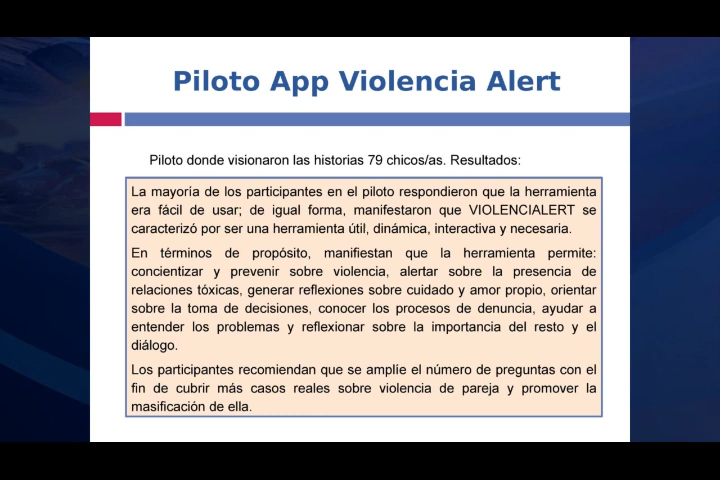 Piloto App Violencia Alert
Piloto donde visionaron las historias 79 chicos/as. Resultados:
La mayoría de los participantes en el piloto respondieron que la herramienta
era fácil de usar; de igual forma, manifestaron que VIOLENCIALERT se
caracterizó por ser una herramienta útil, dinámica, interactiva y necesaria.
En términos de propósito, manifiestan que la herramienta permite:
concientizar y prevenir sobre violencia, alertar sobre la presencia de
relaciones tóxicas, generar reflexiones sobre cuidado y amor propio, orientar
sobre la toma de decisiones, conocer los procesos de denuncia, ayudar a
entender los problemas y reflexionar sobre la importancia del resto y el
diálogo.
Los participantes recomiendan que se amplíe el número de preguntas con el
fin de cubrir más casos reales sobre violencia de pareja y promover la
masificación de ella.